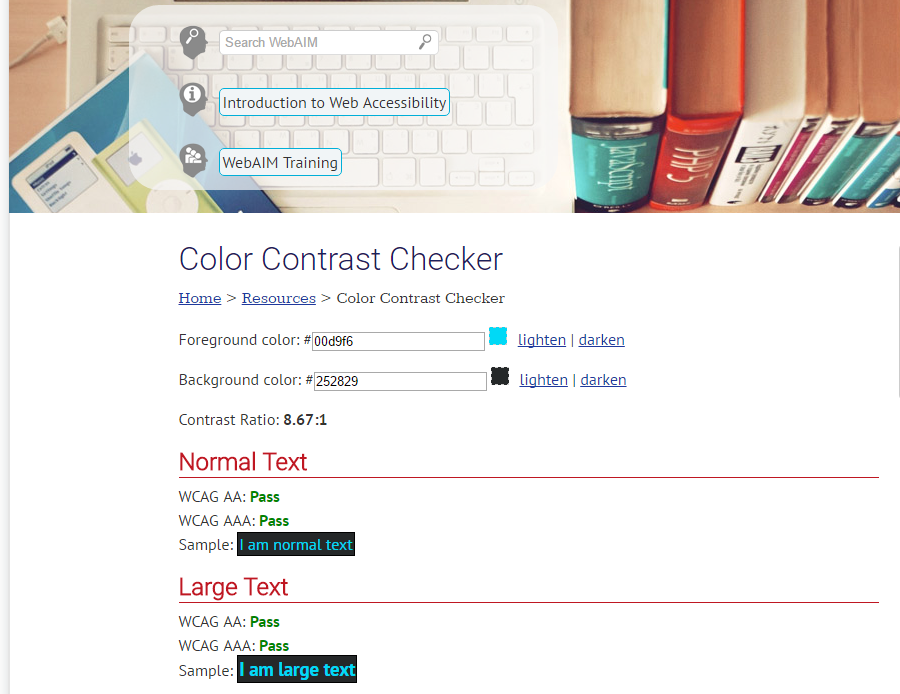 Search WebAIM
Introduction to Web Accessibility
WebAIM Training
JavaScript
Color Contrast Checker
Home > Resources > Color Contrast Checker
Foreground color: #00d9f6 lighten | darken
Background color: #252829 lighten | darken
Contrast Ratio: 8.67:1
Normal Text
WCAG AA: Pass
WCAG AAA: Pass
Sample: I am normal text
Large Text
WCAG AA: Pass
WCAG AAA: Pass
Sample: I am large text